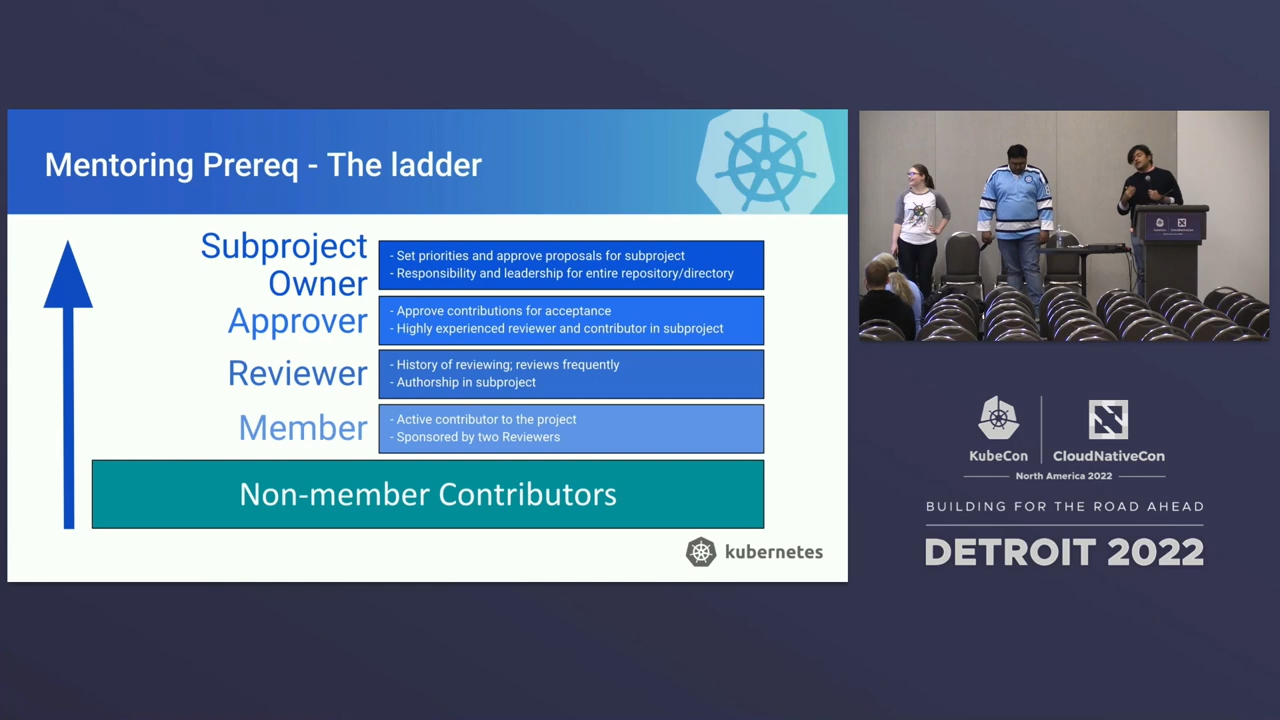 Mentoring Prereq - The ladder
Subproject
Owner
- Set priorities and approve proposals for subproject
- Responsibility and leadership for entire repository/directory
Approver
- Approve contributions for acceptance
- Highly experienced reviewer and contributor in subproject
Reviewer
- History of reviewing; reviews frequently
- Authorship in subproject
Member
- Active contributor to the project
- Sponsored by two Reviewers
Non-member Contributors
kubernetes
KubeCon
CloudNativeCon
North America 2022
BUILDING FOR THE ROAD AHEAD
DETROIT 2022